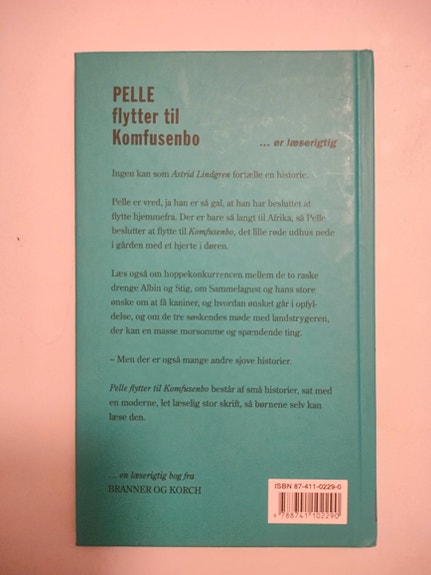 PELLE
flytter til
Komfusenbo
... er læserigtig
Ingen kan som Astrid Lindgren fortælle en historie.
Pelle er vred, ja han er så gal, at han har besluttet at
flytte hjemmefra. Der er bare så langt til Afrika, så Pelle
beslutter at flytte til Komfusenbo, det lille røde udhus nede
i gården med et hjerte i døren.
Læs også om hoppekonkurrencen mellem de to raske
drenge Albin og Stig, om Sammelagust og hans store
ønske om at få kaniner, og hvordan ønsket går i opfyl-
delse, og om de tre søskendes møde med landstrygeren,
der kan en masse morsomme og spændende ting.
– Men der er også mange andre sjove historier.
Pelle flytter til Komfusenbo består af små historier, sat med
en moderne, let læselig stor skrift, så børnene selv kan
læse den.
... en læserigtig bog fra
BRANNER OG KORCH
ISBN 87-411-0229-0
9 788741 102290